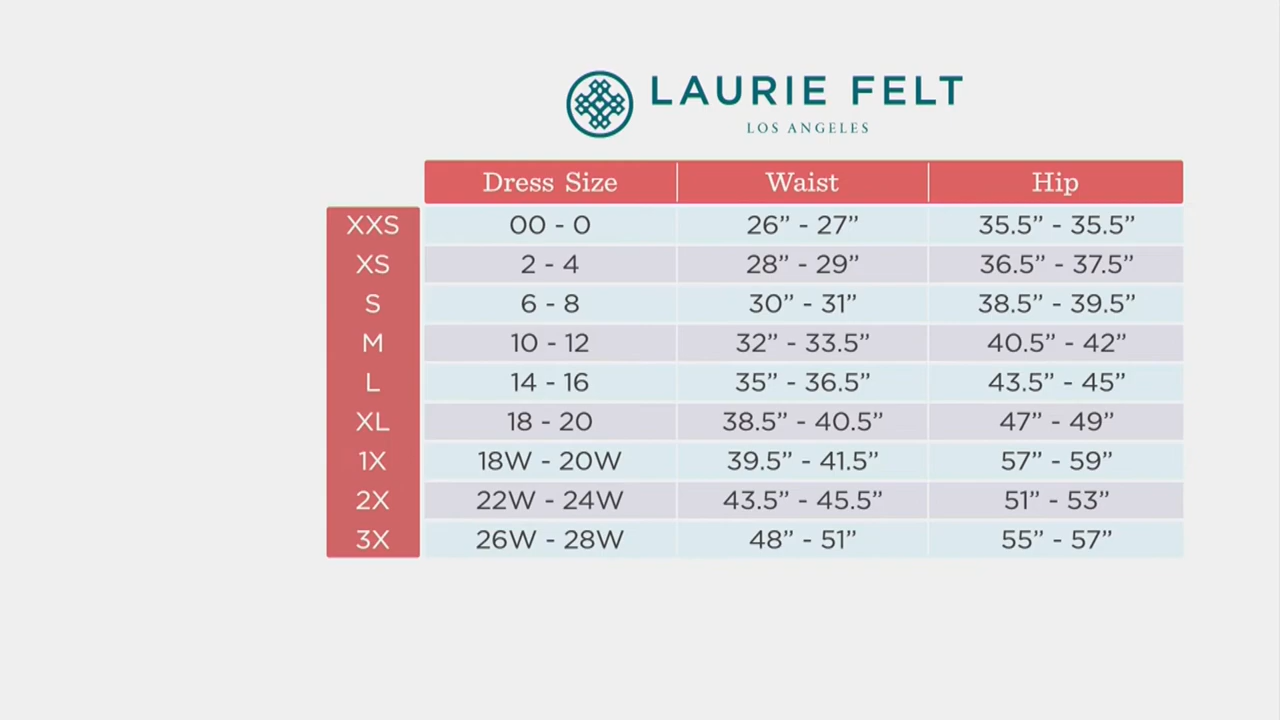 LAURIE FELT
LOS ANGELES
Dress Size Waist Hip
XXS 00 - 0 26” - 27” 35.5” - 35.5”
XS 2 - 4 28” - 29” 36.5” - 37.5”
S 6 - 8 30” - 31” 38.5” - 39.5”
M 10 - 12 32” - 33.5” 40.5” - 42”
L 14 - 16 35” - 36.5” 43.5” - 45”
XL 18 - 20 38.5” - 40.5” 47” - 49”
1X 18W - 20W 39.5” - 41.5” 57” - 59”
2X 22W - 24W 43.5” - 45.5” 51” - 53”
3X 26W - 28W 48” - 51” 55” - 57”